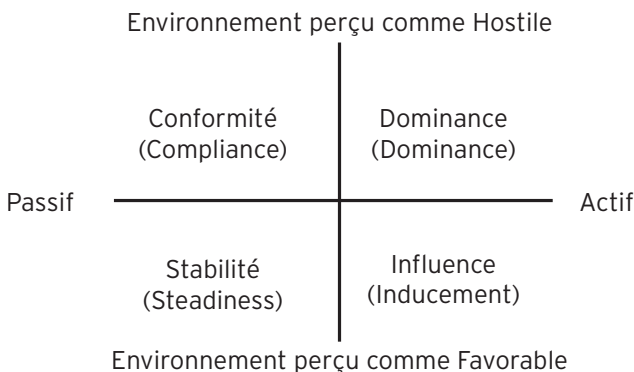 Environnement perçu comme Hostile
Conformité
(Compliance)
Dominance
(Dominance)
Passif
Actif
Stabilité
(Steadiness)
Influence
(Inducement)
Environnement perçu comme Favorable